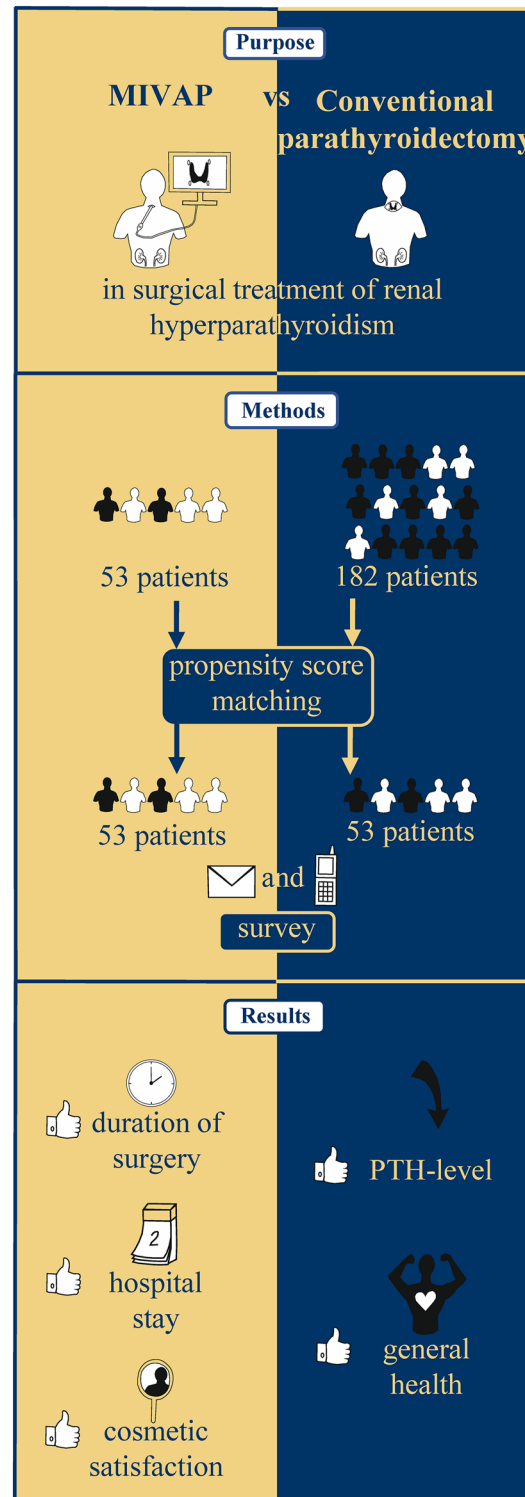 Purpose
MIVAP vs Conventional
parathyroidectomy
in surgical treatment of renal
hyperparathyroidism
Methods
53 patients
182 patients
propensity score
matching
53 patients
53 patients
and
survey
Results
duration of
surgery
2
hospital
stay
cosmetic
satisfaction
PTH-level
general
health